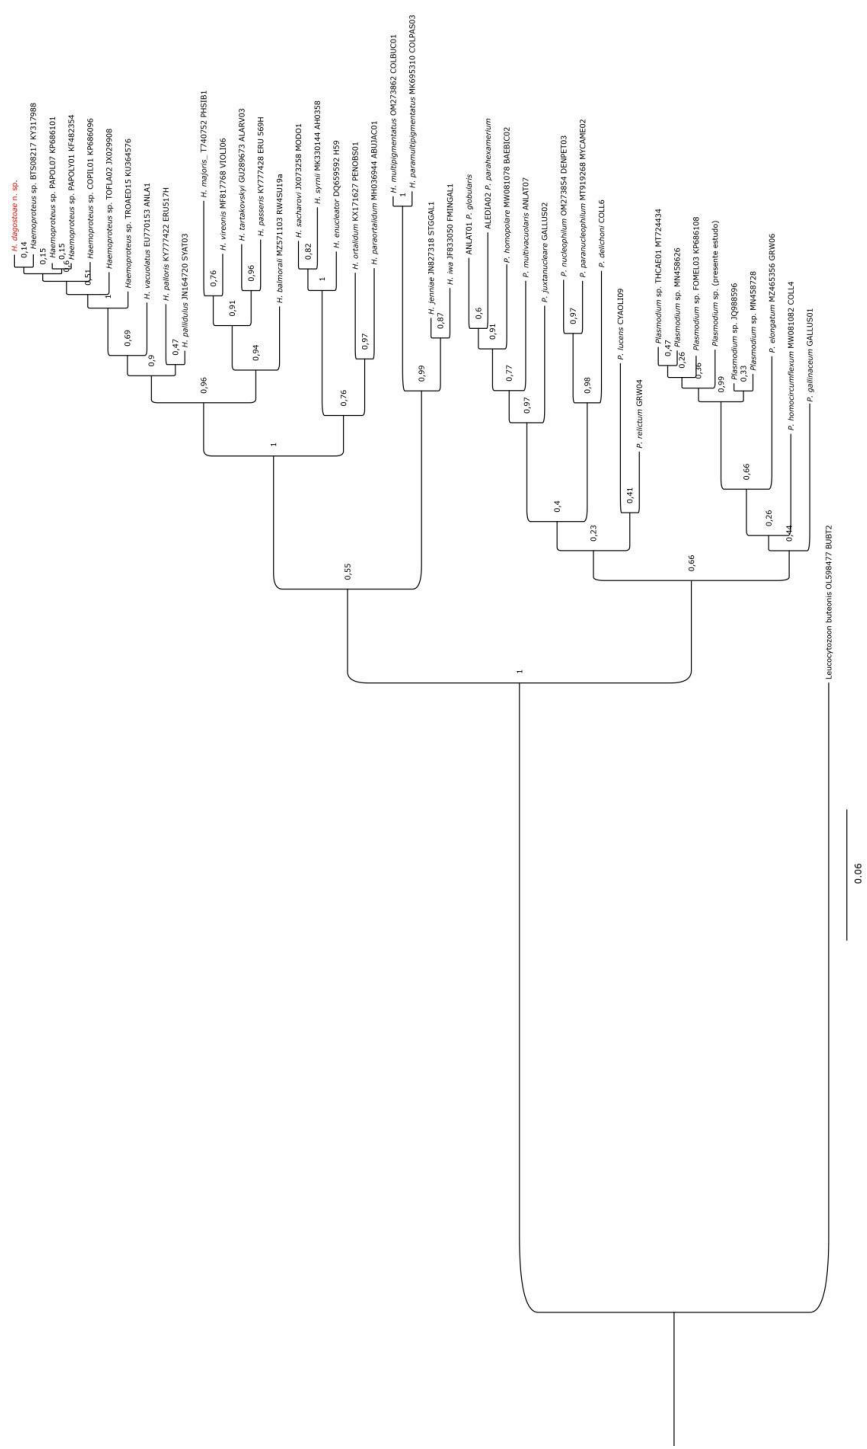 H. dagostoae n. sp.
0,14
Haemoproteus sp. BTS08217 KY317988
0,15
Haemoproteus sp. PAPOL07 KP686101
0,15
Haemoproteus sp. PAPOLY01 KF482354
0,6
Haemoproteus sp. COPIL01 KP686096
0,51
Haemoproteus sp. TOFLA02 JX029908
1
Haemoproteus sp. TROAED15 KU364576
0,69
H. vacuolatus EU770153 ANLA1
0,9
H. palloris KY777422 ERU517H
0,47
H. pallidulus JN164720 SYAT03
0,96
H. majoris_ T740752 PHSIB1
0,76
H. vireonis MF817768 VIOLI06
0,91
H. tartakovskyi GU289673 ALARV03
0,96
H. passeris KY777428 ERU 569H
0,94
H. balmorali MZ571103 RW4SU19a
1
H. sacharovi JX073258 MODO1
0,82
H. syrnii MK330144 AH0358
1
H. enucleator DQ659592 H59
0,76
H. ortalidum KX171627 PENOBS01
0,97
H. paraortalidum MH036944 ABUJAC01
0,55
H. multipigmentatus OM273862 COLBUC01
1
H. paramultipigmentatus MK695310 COLPAS03
0,99
H. jenniae JN827318 STGGAL1
0,87
H. iwa JF833050 FMINGAL1
1
ANLAT01 P. globularis
0,6
ALEDIA02 P. parahexamerium
0,91
P. homopolare MW081078 BAEBIC02
0,77
P. multivacuolaris ANLAT07
0,97
P. juxtanucleare GALLUS02
0,4
P. nucleophilum OM273854 DENPET03
0,97
P. paranucleophilum MT919268 MYCAME02
0,98
P. delichoni COLL6
0,23
P. lucens CYAOLI09
0,41
P. relictum GRW04
0,66
Plasmodium sp. THCAE01 MT724434
0,47
Plasmodium sp. MN458626
0,26
Plasmodium sp. FOMEL03 KP686108
0,36
Plasmodium sp. (presente estudo)
0,99
Plasmodium sp. JQ988596
0,33
Plasmodium sp. MN458728
0,66
P. elongatum MZ465356 GRW06
0,26
P. homocircumflexum MW081082 COLL4
0,44
P. gallinaceum GALLUS01
Leucocytozoon buteonis OL598477 BUBT2
0.06